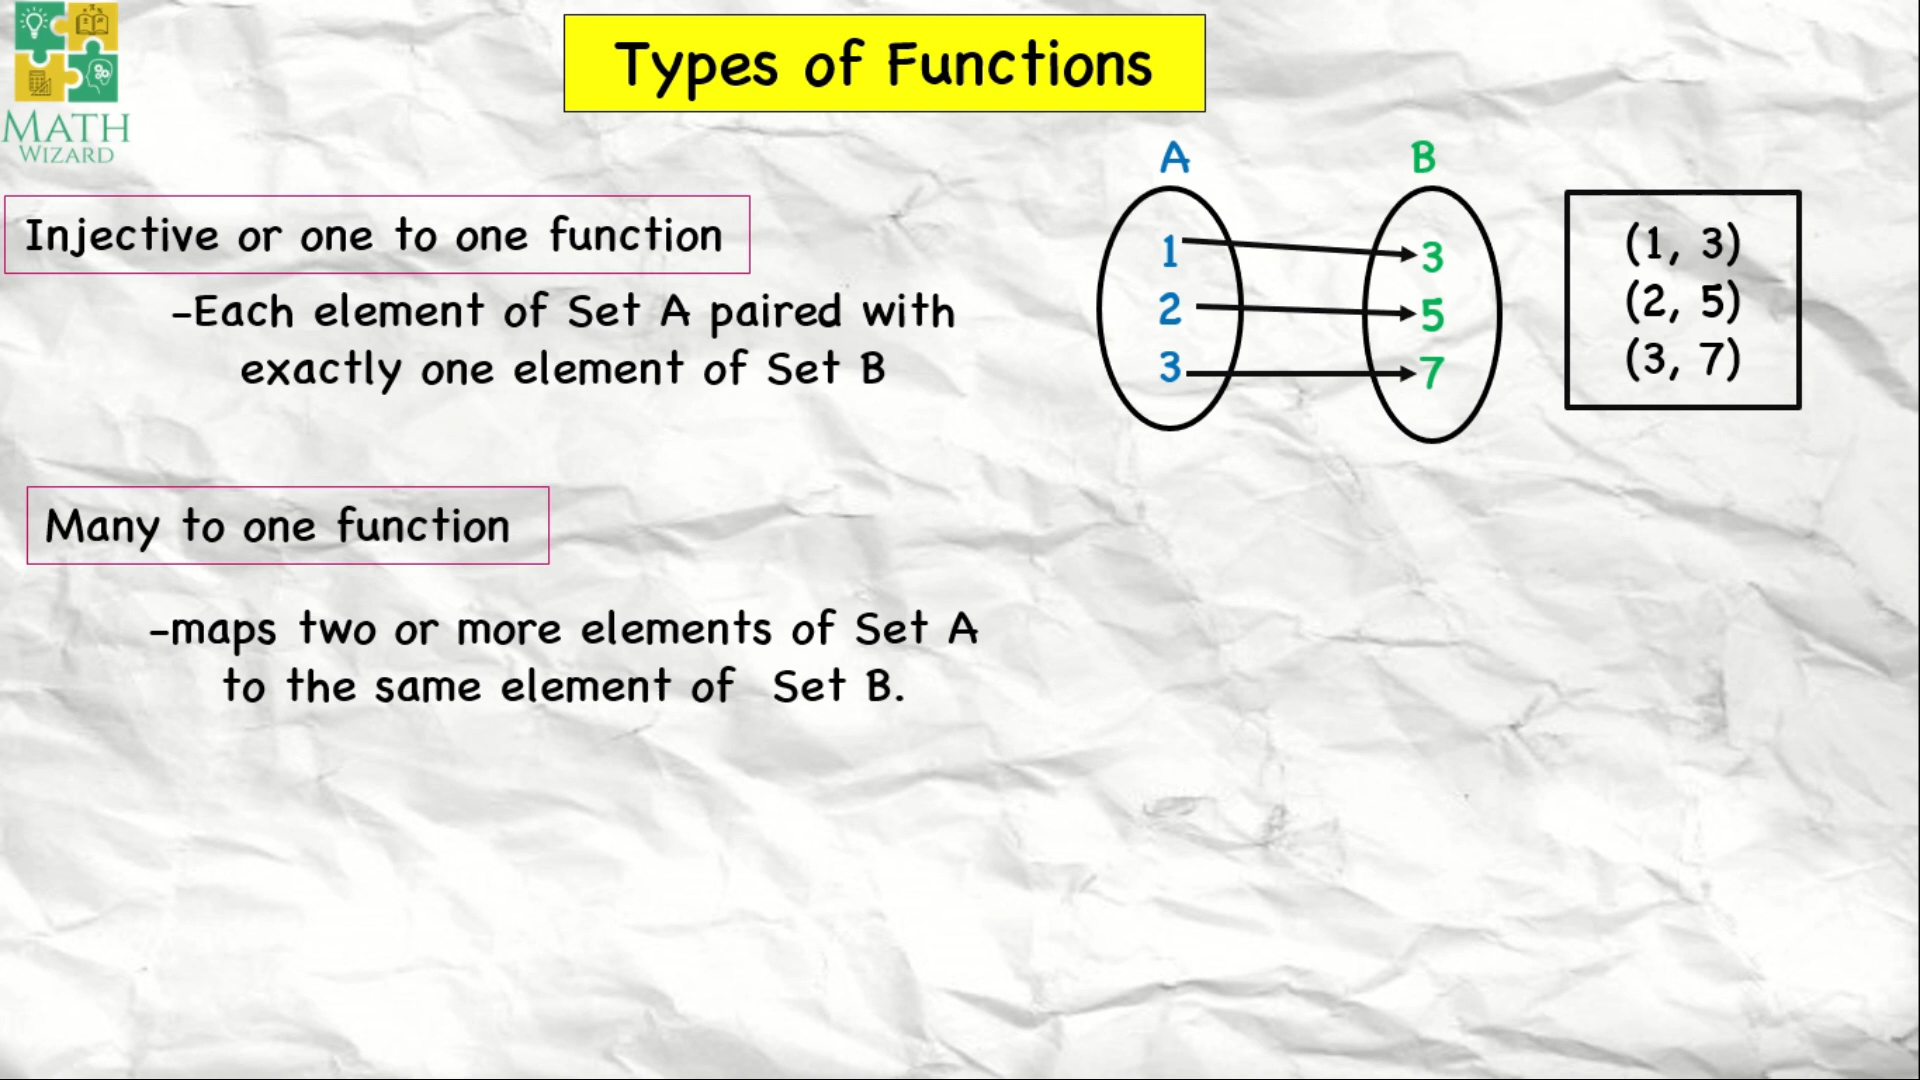 MATH
WIZARD
Types of Functions
Injective or one to one function
-Each element of Set A paired with
exactly one element of Set B
A B
1 3
2 5
3 7
(1, 3)
(2, 5)
(3, 7)
Many to one function
-maps two or more elements of Set A
to the same element of Set B.